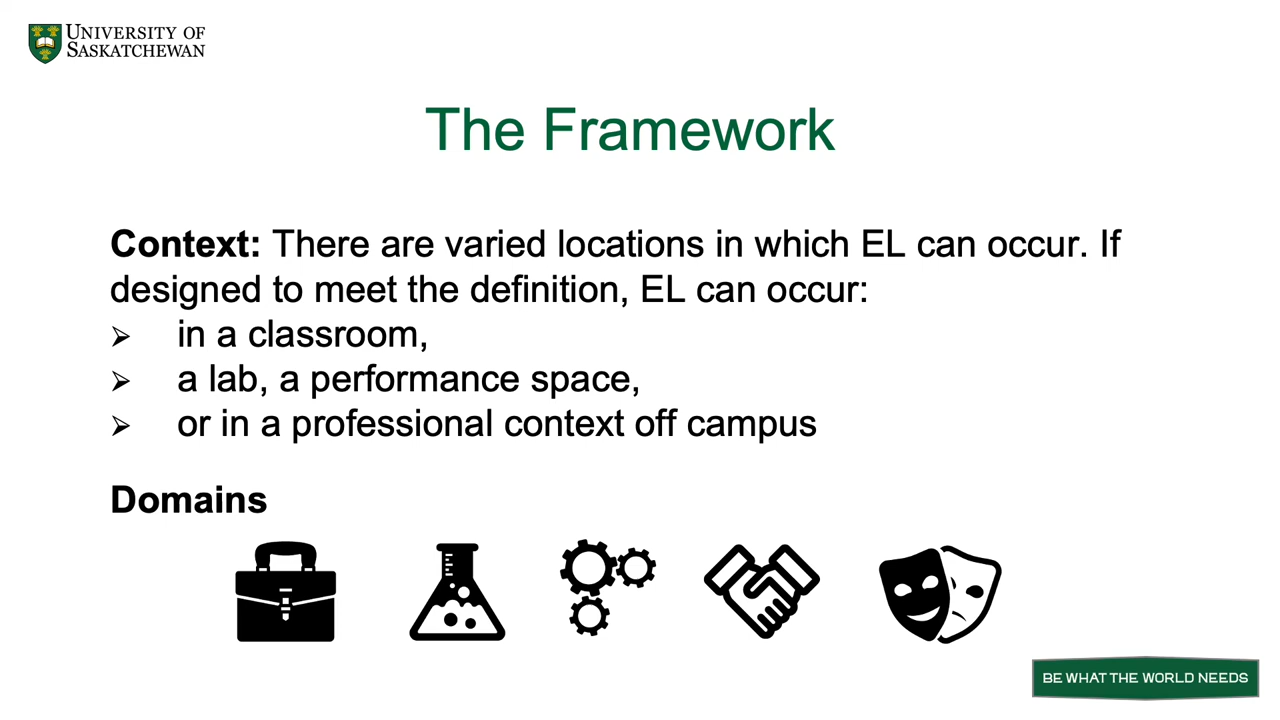 UNIVERSITY OF
SASKATCHEWAN
The Framework
Context: There are varied locations in which EL can occur. If
designed to meet the definition, EL can occur:
➢ in a classroom,
➢ a lab, a performance space,
➢ or in a professional context off campus
Domains
BE WHAT THE WORLD NEEDS